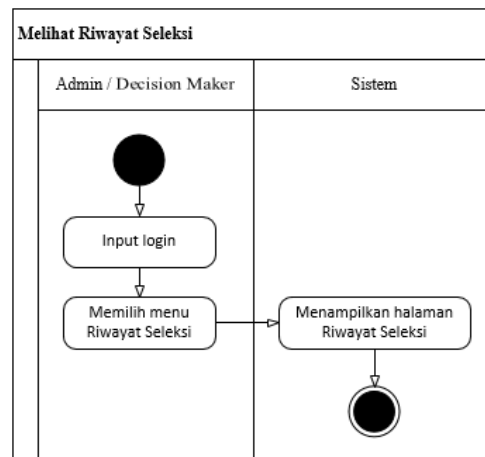 Melihat Riwayat Seleksi
Admin / Decision Maker
Sistem
Input login
Memilih menu
Riwayat Seleksi
Menampilkan halaman
Riwayat Seleksi